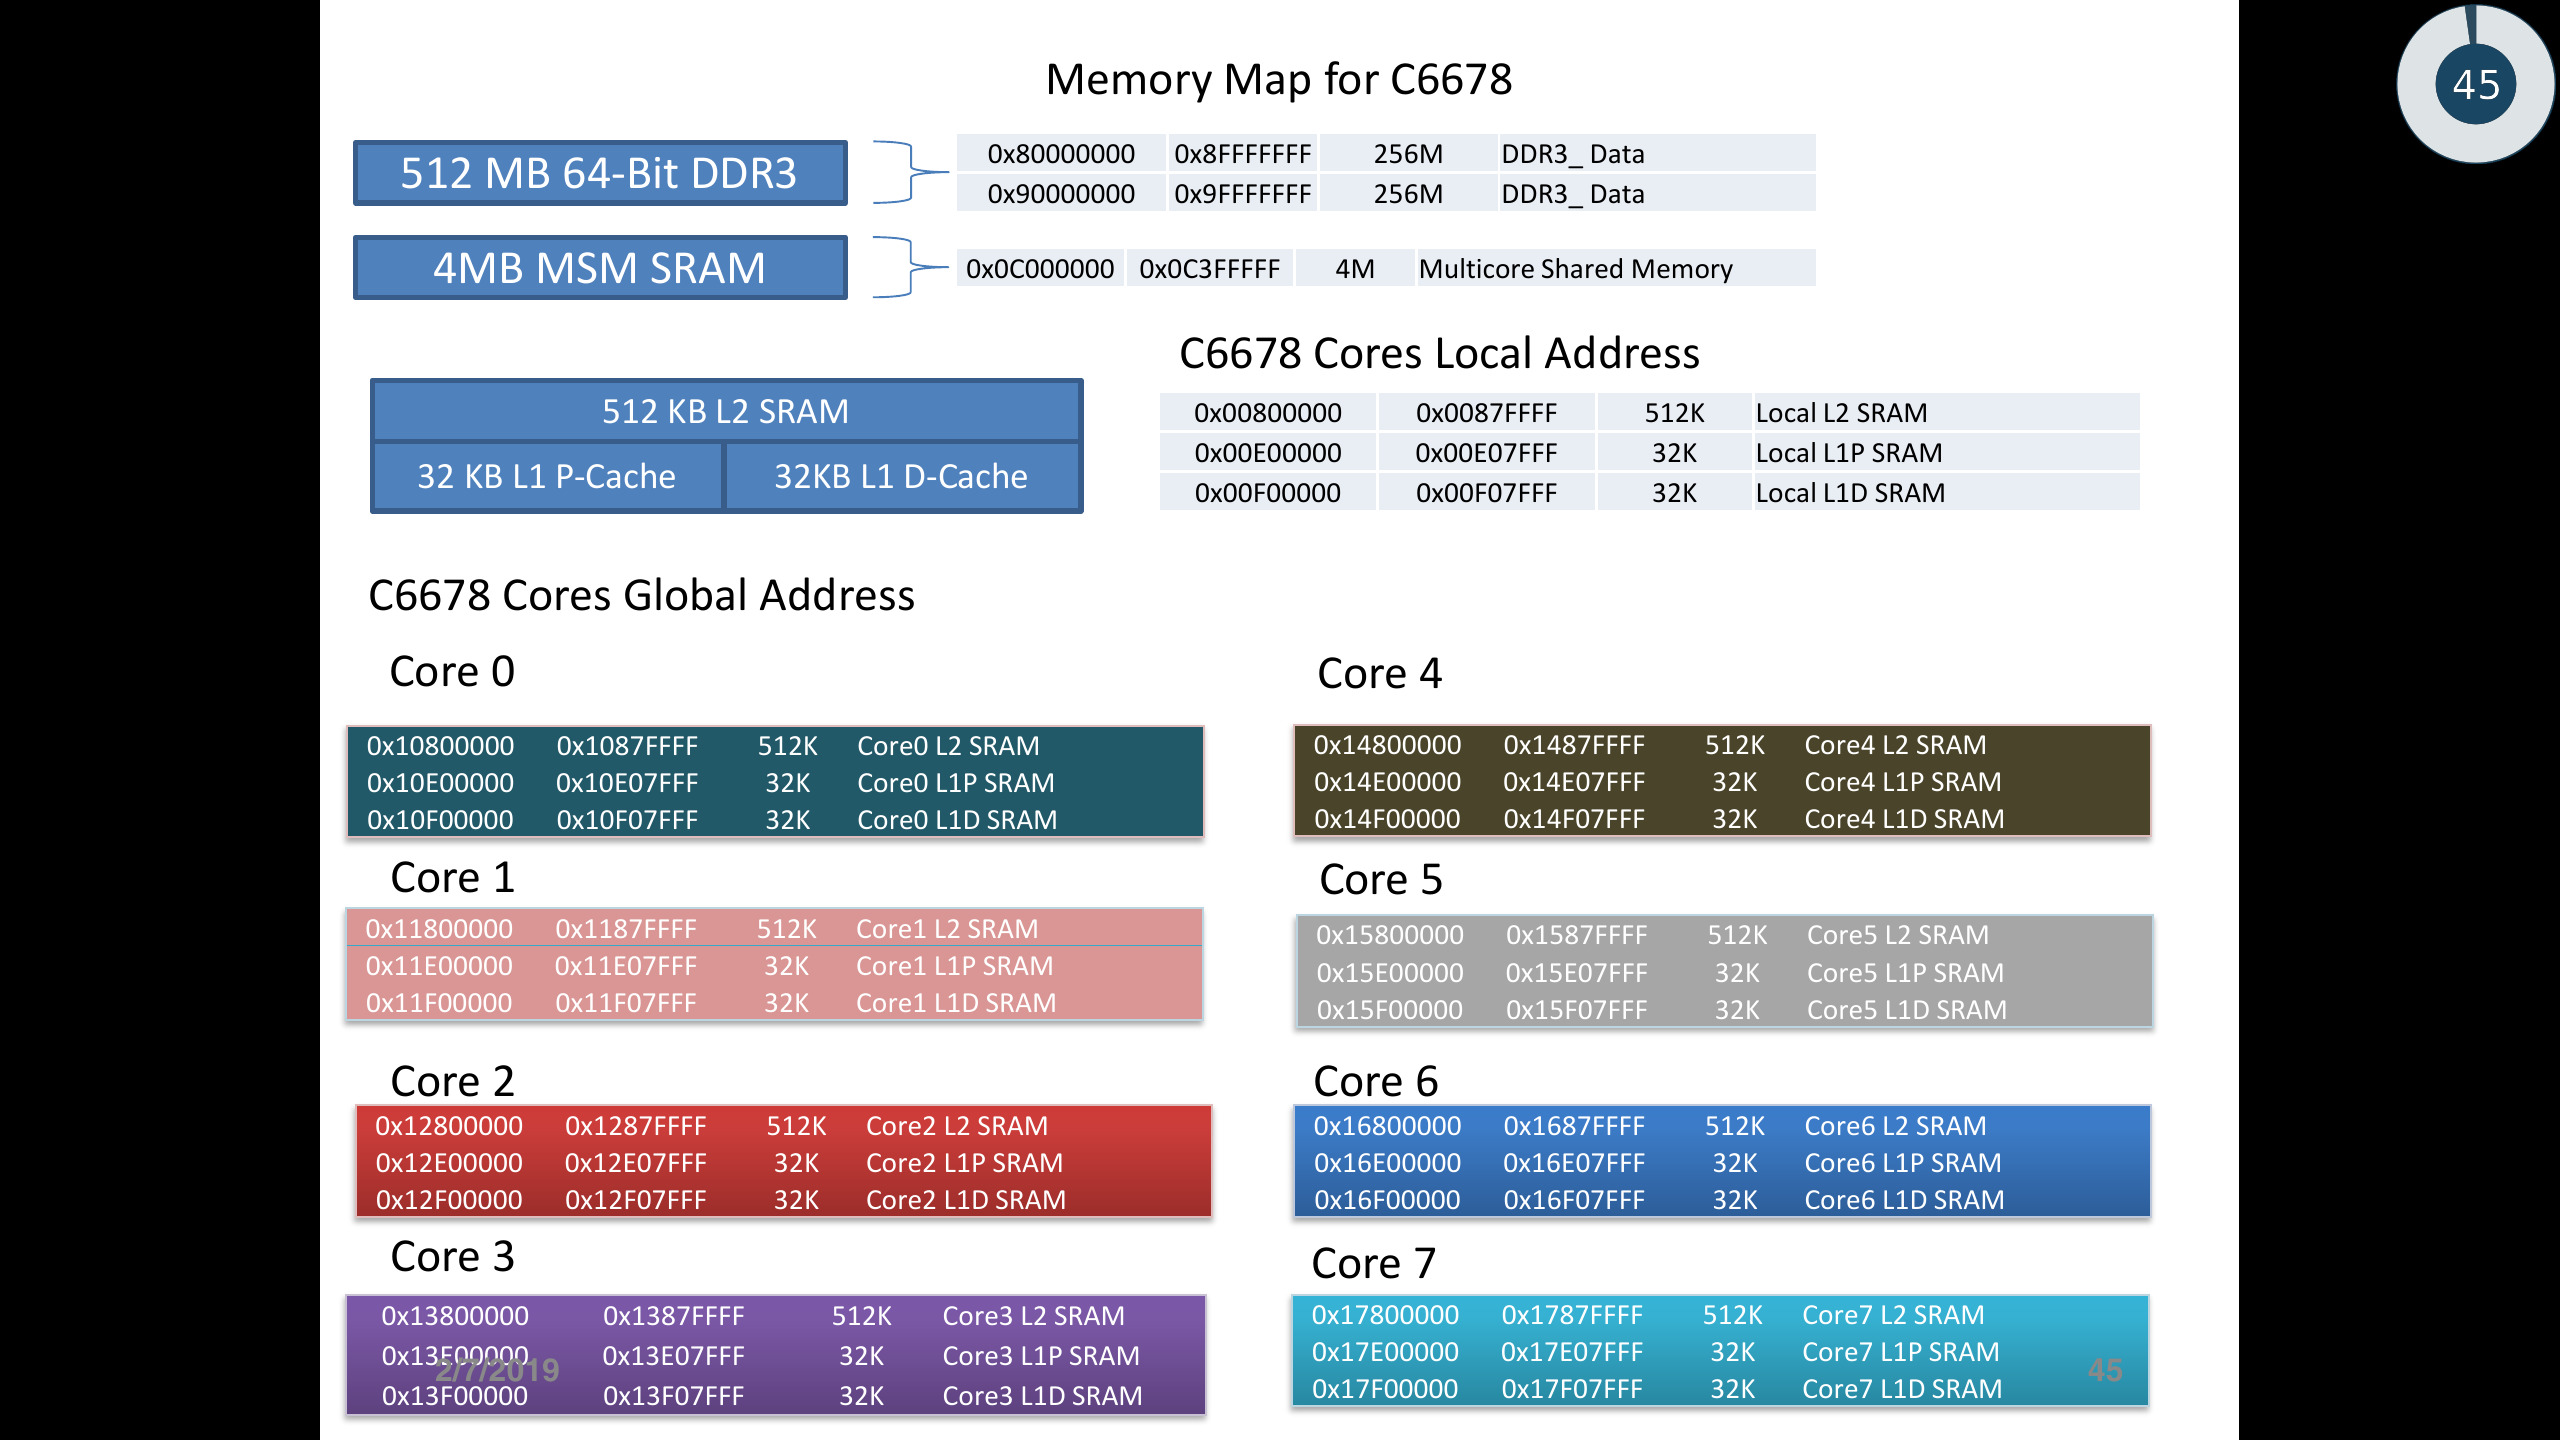 Memory Map for C6678
45
512 MB 64-Bit DDR3
0x80000000 0x8FFFFFFF 256M DDR3_ Data
0x90000000 0x9FFFFFFF 256M DDR3_ Data
4MB MSM SRAM
0x0C000000 0x0C3FFFFF 4M Multicore Shared Memory
C6678 Cores Local Address
512 KB L2 SRAM
32 KB L1 P-Cache 32KB L1 D-Cache
0x00800000 0x0087FFFF 512K Local L2 SRAM
0x00E00000 0x00E07FFF 32K Local L1P SRAM
0x00F00000 0x00F07FFF 32K Local L1D SRAM
C6678 Cores Global Address
Core 0
0x10800000 0x1087FFFF 512K Core0 L2 SRAM
0x10E00000 0x10E07FFF 32K Core0 L1P SRAM
0x10F00000 0x10F07FFF 32K Core0 L1D SRAM
Core 1
0x11800000 0x1187FFFF 512K Core1 L2 SRAM
0x11E00000 0x11E07FFF 32K Core1 L1P SRAM
0x11F00000 0x11F07FFF 32K Core1 L1D SRAM
Core 2
0x12800000 0x1287FFFF 512K Core2 L2 SRAM
0x12E00000 0x12E07FFF 32K Core2 L1P SRAM
0x12F00000 0x12F07FFF 32K Core2 L1D SRAM
Core 3
0x13800000 0x1387FFFF 512K Core3 L2 SRAM
0x13E00000 0x13E07FFF 32K Core3 L1P SRAM
0x13F00000 0x13F07FFF 32K Core3 L1D SRAM
2/7/2019
Core 4
0x14800000 0x1487FFFF 512K Core4 L2 SRAM
0x14E00000 0x14E07FFF 32K Core4 L1P SRAM
0x14F00000 0x14F07FFF 32K Core4 L1D SRAM
Core 5
0x15800000 0x1587FFFF 512K Core5 L2 SRAM
0x15E00000 0x15E07FFF 32K Core5 L1P SRAM
0x15F00000 0x15F07FFF 32K Core5 L1D SRAM
Core 6
0x16800000 0x1687FFFF 512K Core6 L2 SRAM
0x16E00000 0x16E07FFF 32K Core6 L1P SRAM
0x16F00000 0x16F07FFF 32K Core6 L1D SRAM
Core 7
0x17800000 0x1787FFFF 512K Core7 L2 SRAM
0x17E00000 0x17E07FFF 32K Core7 L1P SRAM
0x17F00000 0x17F07FFF 32K Core7 L1D SRAM
45